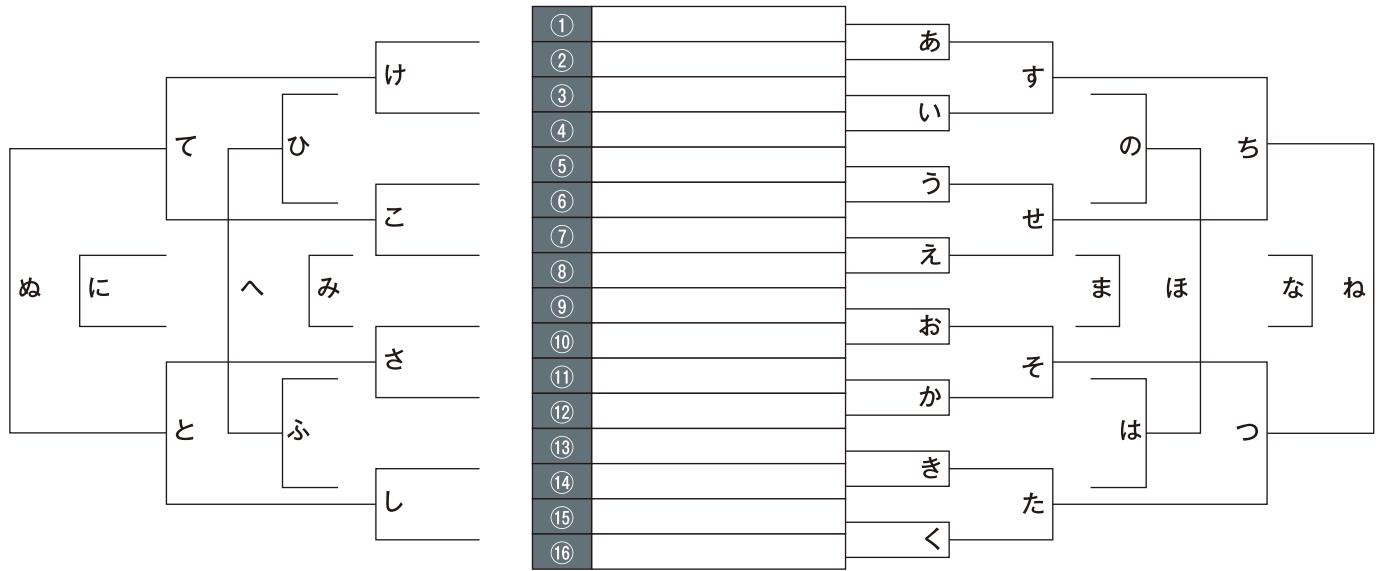 ①
②
③
④
⑤
⑥
⑦
⑧
⑨
⑩
⑪
⑫
⑬
⑭
⑮
⑯
あ
い
う
え
お
か
き
く
す
せ
そ
た
の
は
ま
ほ
ち
つ
な
ね
け
こ
さ
し
ひ
ふ
み
へ
て
と
に
ぬ